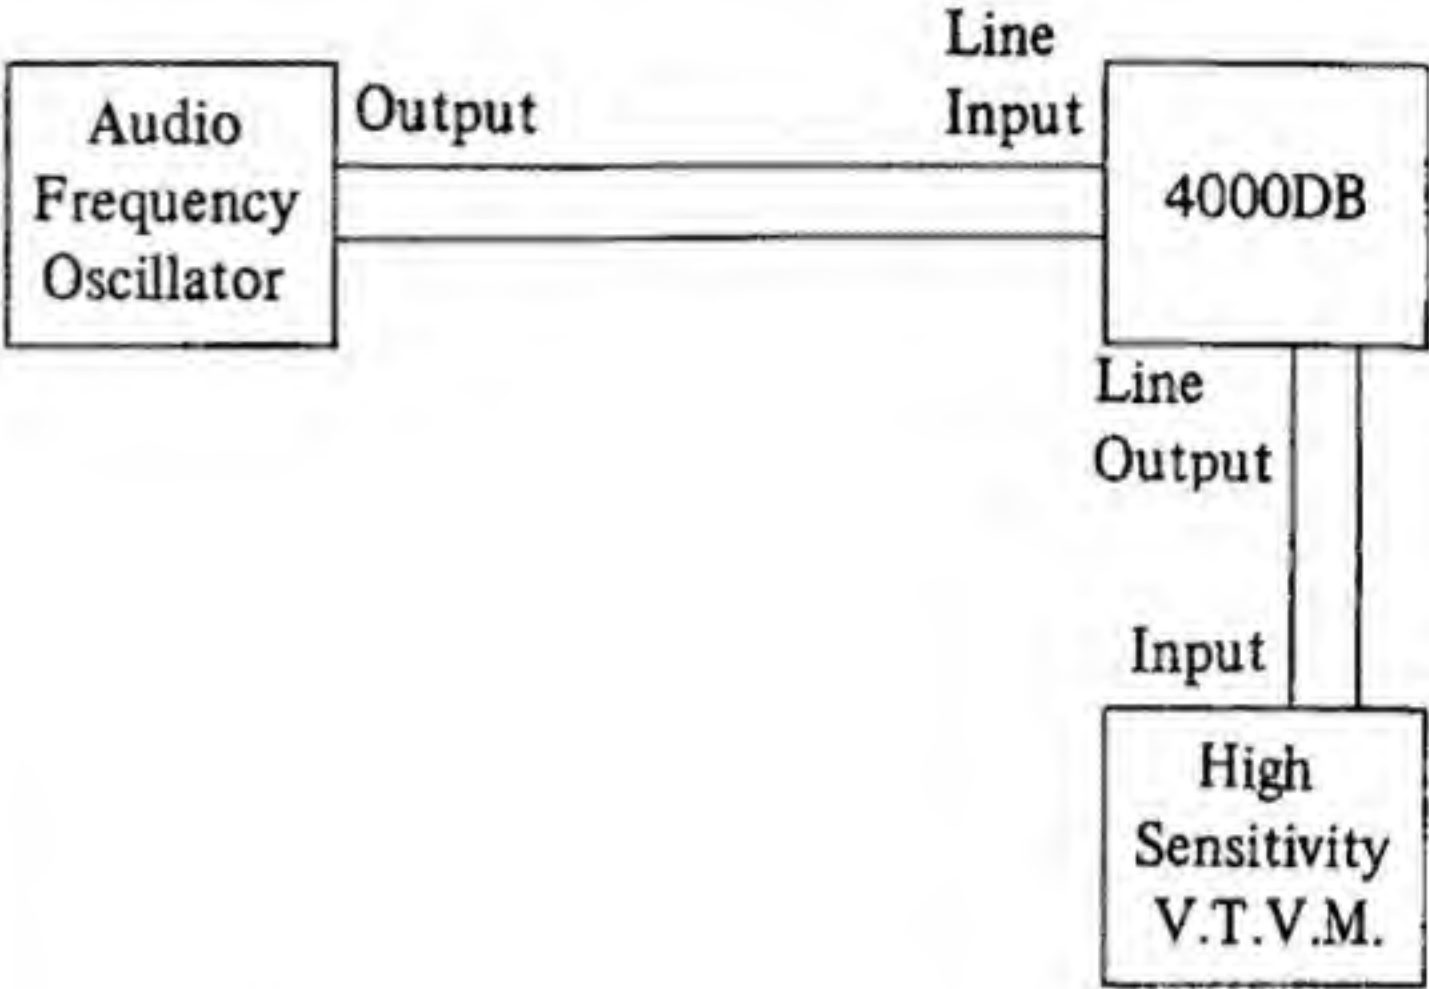 Audio
Frequency
Oscillator
Output
Line
Input
4000DB
Line
Output
Input
High
Sensitivity
V.T.V.M.